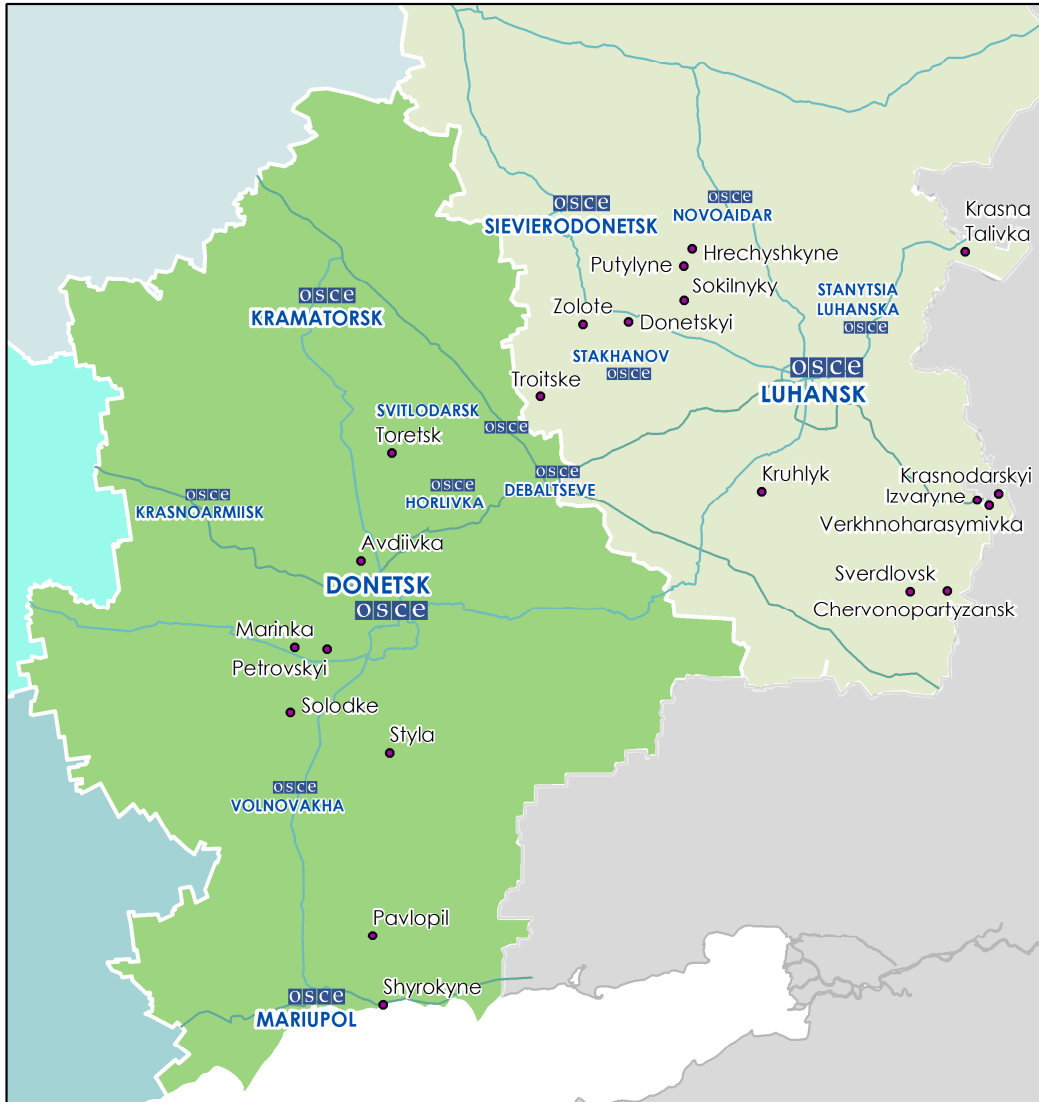 osce
SIEVIERODONETSK
osce
NOVOAIDAR
Krasna
Talivka
Hrechyshkyne
Putylyne
Sokilnyky
Zolote
Donetskyi
STANYTSIA
LUHANSKA
osce
osce
KRAMATORSK
STAKHANOV
osce
osce
LUHANSK
Troitske
SVITLODARSK
osce
Toretsk
osce
HORLIVKA
osce
DEBALTSEVE
osce
KRASNOARMIISK
Kruhlyk
Krasnodarskyi
Izvaryne
Verkhnoharasymivka
Avdiivka
DONETSK
osce
Sverdlovsk
Chervonopartyzansk
Marinka
Petrovskyi
Solodke
Styla
osce
VOLNOVAKHA
Pavlopil
Shyrokyne
osce
MARIUPOL